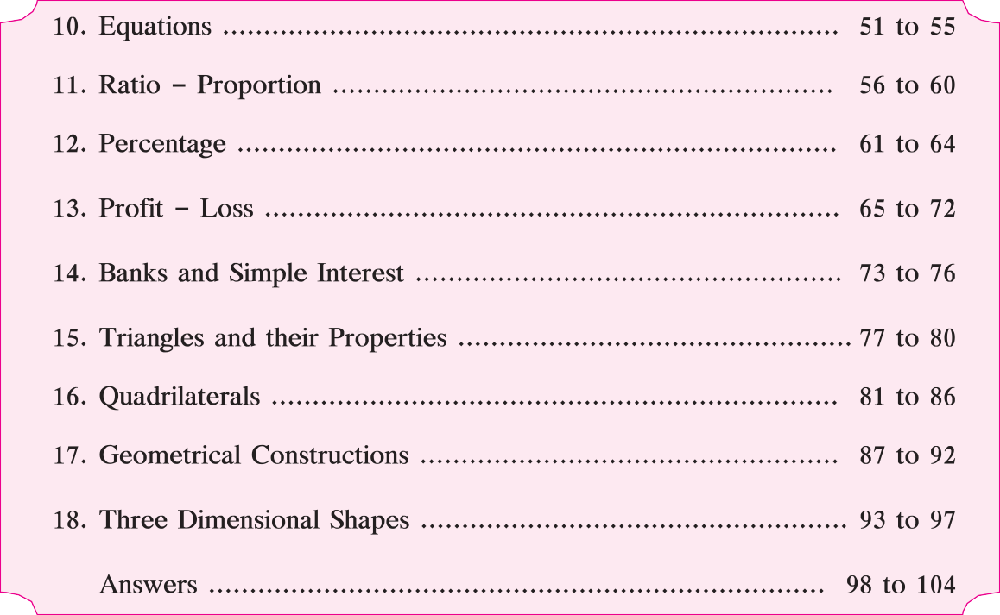 10. Equations ........................................................................... 51 to 55
11. Ratio – Proportion ............................................................. 56 to 60
12. Percentage ......................................................................... 61 to 64
13. Profit – Loss ...................................................................... 65 to 72
14. Banks and Simple Interest .................................................... 73 to 76
15. Triangles and their Properties ................................................ 77 to 80
16. Quadrilaterals ..................................................................... 81 to 86
17. Geometrical Constructions ................................................... 87 to 92
18. Three Dimensional Shapes .................................................... 93 to 97
Answers ........................................................................... 98 to 104